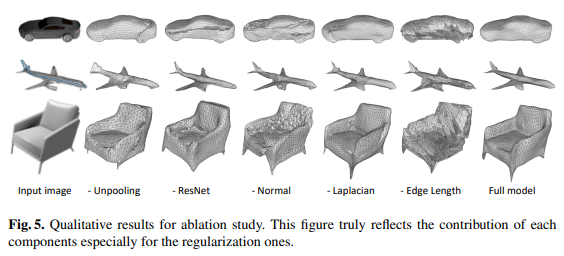 Input image - Unpooling - ResNet - Normal - Laplacian - Edge Length Full model
Fig. 5. Qualitative results for ablation study. This figure truly reflects the contribution of each
components especially for the regularization ones.